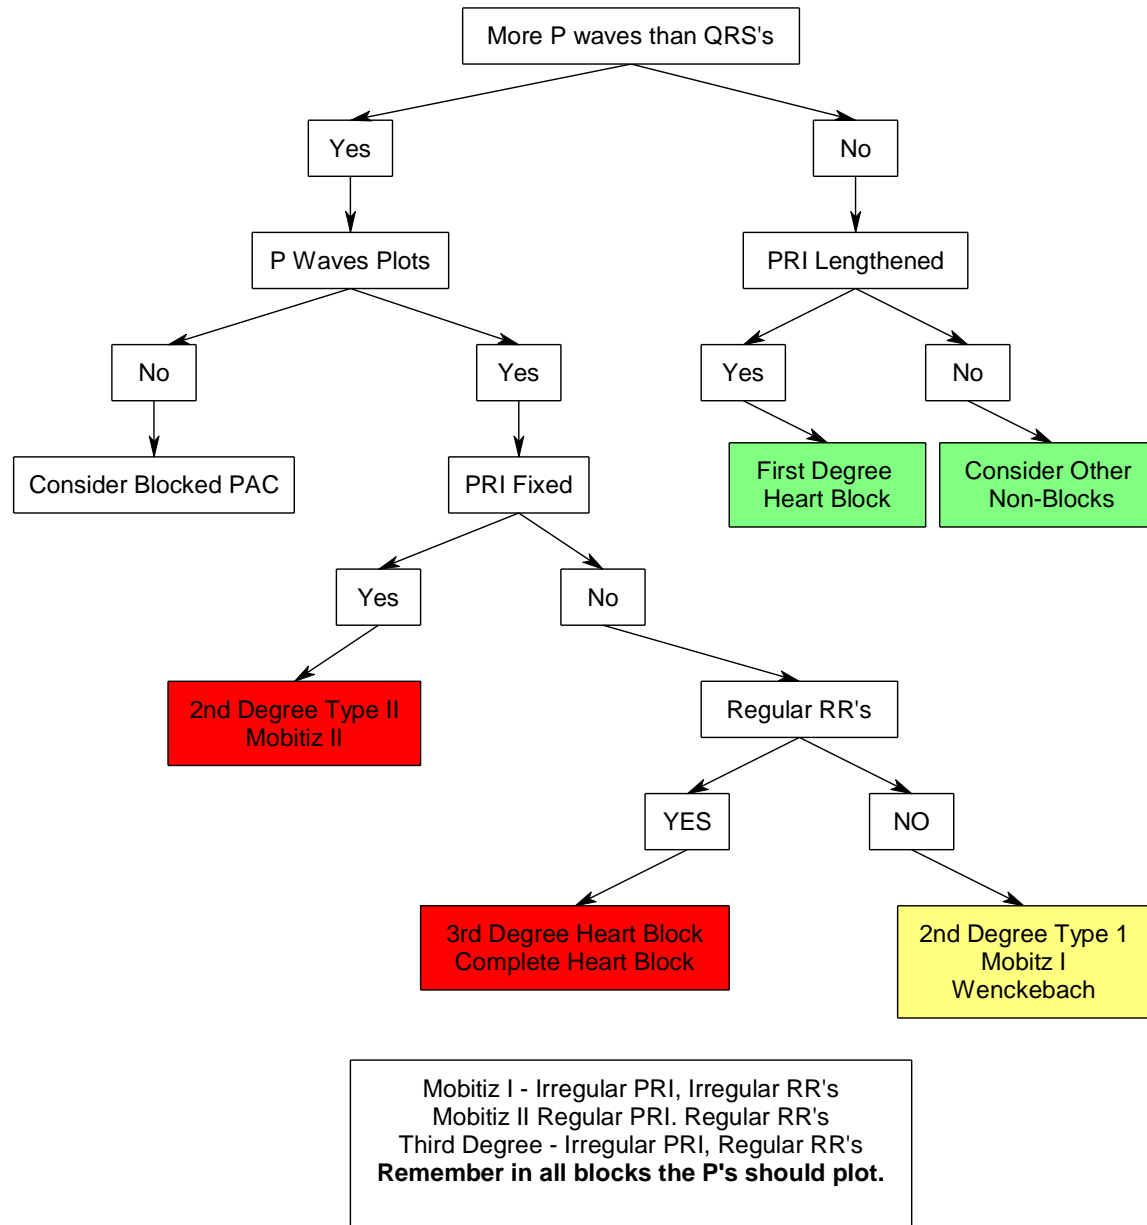 More P waves than QRS's
Yes
No
P Waves Plots
PRI Lengthened
No
Yes
Yes
No
Consider Blocked PAC
PRI Fixed
First Degree
Heart Block
Consider Other
Non-Blocks
Yes
No
2nd Degree Type II
Mobitiz II
Regular RR's
YES
NO
3rd Degree Heart Block
Complete Heart Block
2nd Degree Type 1
Mobitz I
Wenckebach
Mobitiz I - Irregular PRI, Irregular RR's
Mobitiz II Regular PRI. Regular RR's
Third Degree - Irregular PRI, Regular RR's
Remember in all blocks the P's should plot.